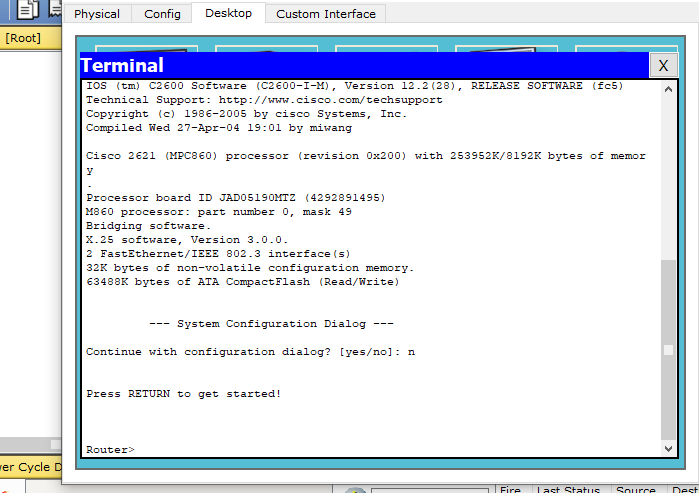 Physical Config Desktop Custom Interface
[Root]
Terminal X
IOS (tm) C2600 Software (C2600-I-M), Version 12.2(28), RELEASE SOFTWARE (fc5)
Technical Support: http://www.cisco.com/techsupport
Copyright (c) 1986-2005 by cisco Systems, Inc.
Compiled Wed 27-Apr-04 19:01 by miwang
Cisco 2621 (MPC860) processor (revision 0x200) with 253952K/8192K bytes of memor
y
.
Processor board ID JAD05190MTZ (4292891495)
M860 processor: part number 0, mask 49
Bridging software.
X.25 software, Version 3.0.0.
2 FastEthernet/IEEE 802.3 interface(s)
32K bytes of non-volatile configuration memory.
63488K bytes of ATA CompactFlash (Read/Write)
--- System Configuration Dialog ---
Continue with configuration dialog? [yes/no]: n
Press RETURN to get started!
Router>
wer Cycle D
Fire Last Status Source Dest